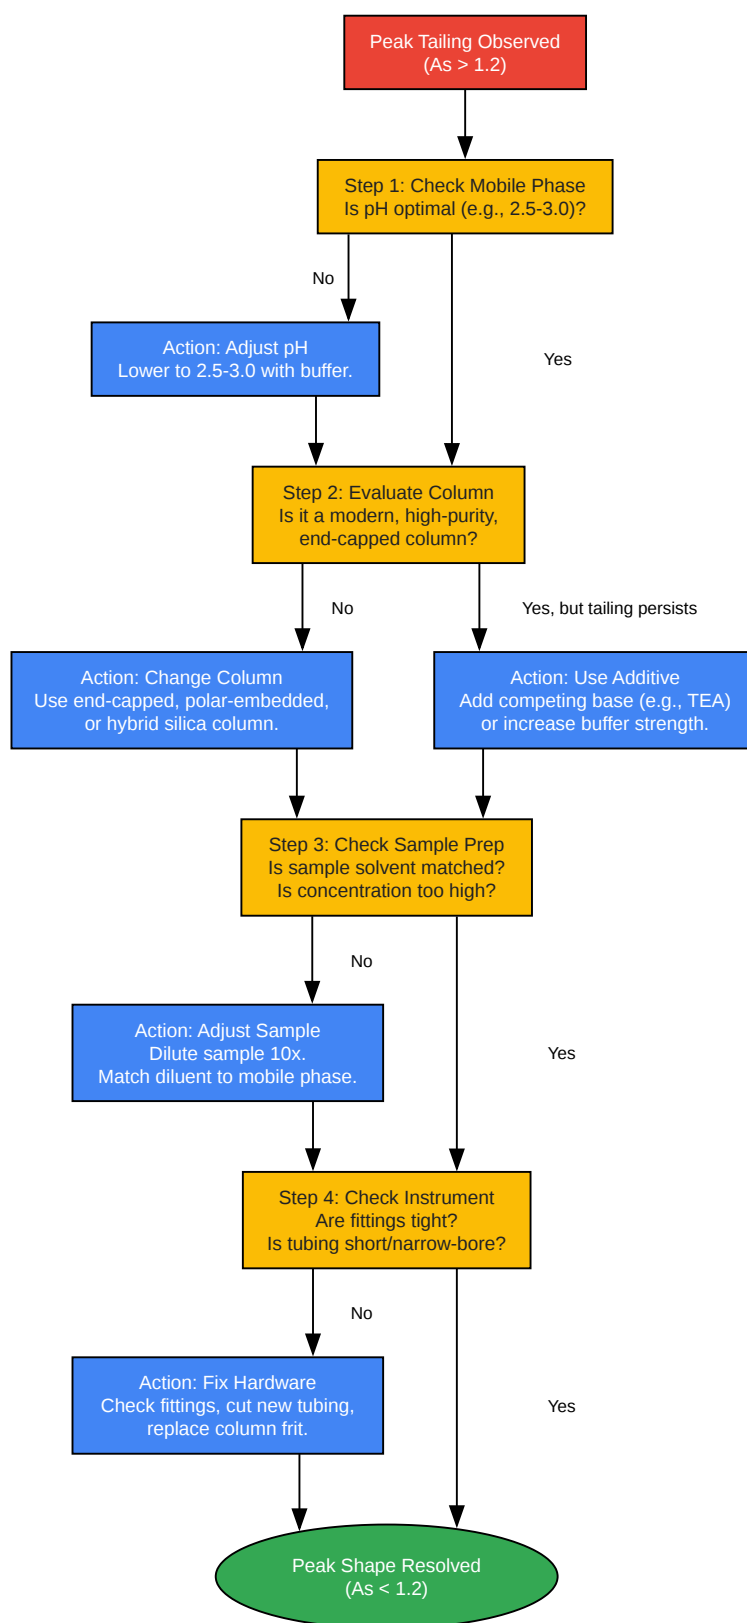 Peak Tailing Observed
(As > 1.2)
Step 1: Check Mobile Phase
Is pH optimal (e.g., 2.5-3.0)?
No
Action: Adjust pH
Lower to 2.5-3.0 with buffer.
Yes
Step 2: Evaluate Column
Is it a modern, high-purity,
end-capped column?
No
Yes, but tailing persists
Action: Change Column
Use end-capped, polar-embedded,
or hybrid silica column.
Action: Use Additive
Add competing base (e.g., TEA)
or increase buffer strength.
Step 3: Check Sample Prep
Is sample solvent matched?
Is concentration too high?
No
Action: Adjust Sample
Dilute sample 10x.
Match diluent to mobile phase.
Yes
Step 4: Check Instrument
Are fittings tight?
Is tubing short/narrow-bore?
No
Action: Fix Hardware
Check fittings, cut new tubing,
replace column frit.
Yes
Peak Shape Resolved
(As < 1.2)